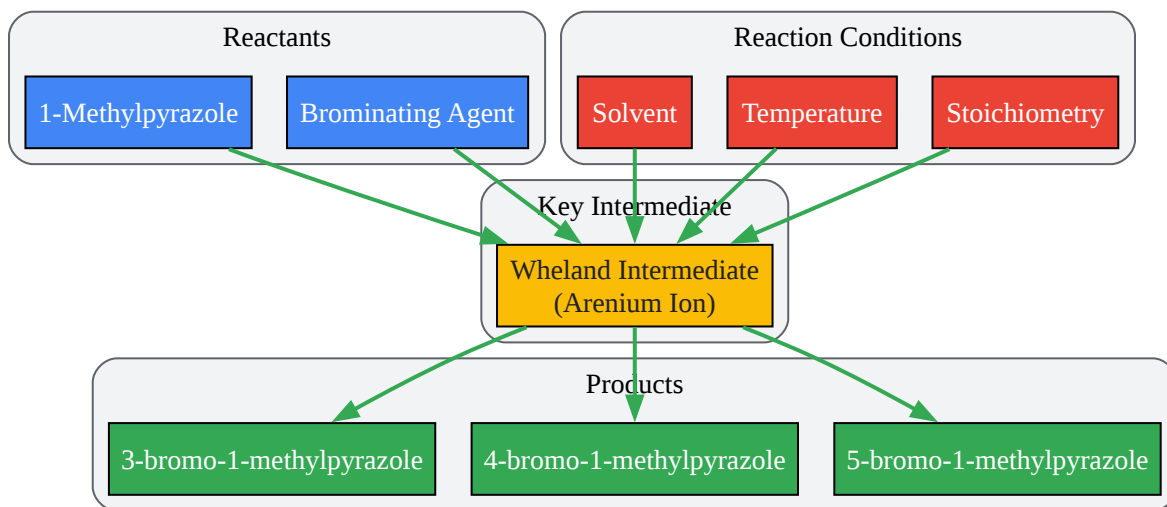 Reactants
Reaction Conditions
1-Methylpyrazole
Brominating Agent
Solvent
Temperature
Stoichiometry
Key Intermediate
Wheland Intermediate
(Arenium Ion)
Products
3-bromo-1-methylpyrazole
4-bromo-1-methylpyrazole
5-bromo-1-methylpyrazole